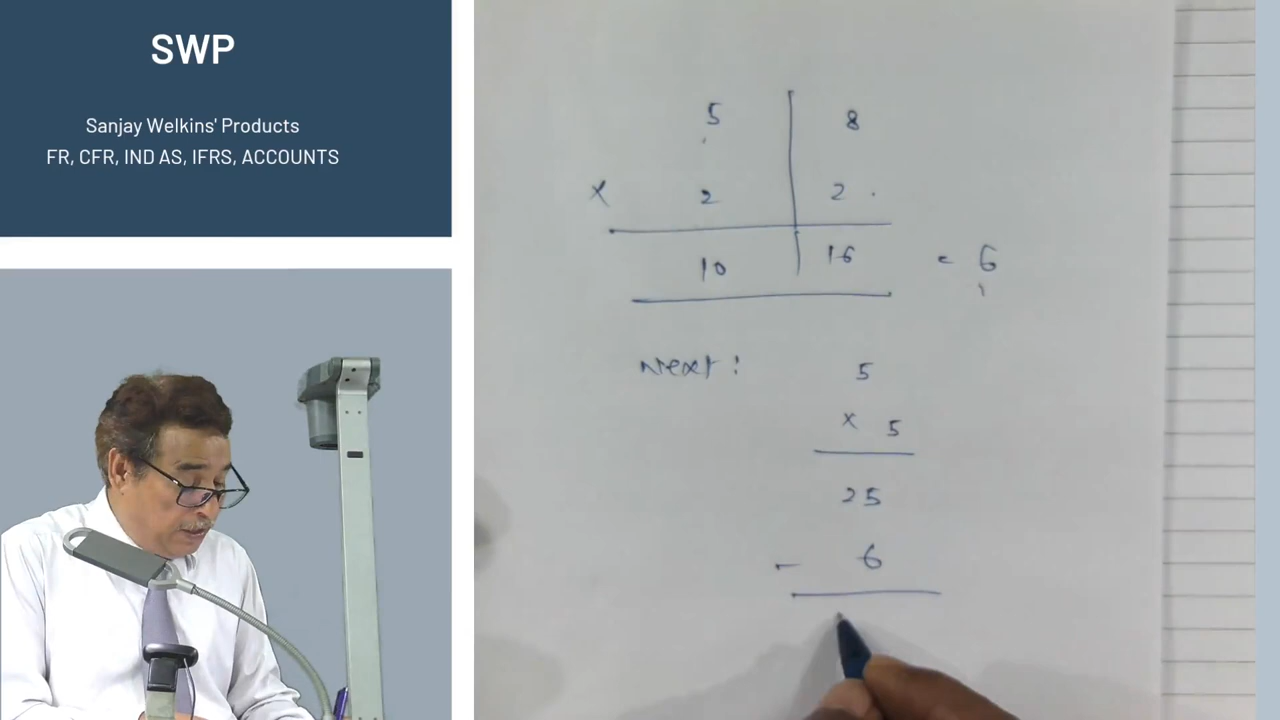 SWP
Sanjay Welkins' Products
FR, CFR, IND AS, IFRS, ACCOUNTS
5 8
x 2 2
10 16 = 6
Next: 5
x 5
25
- 6